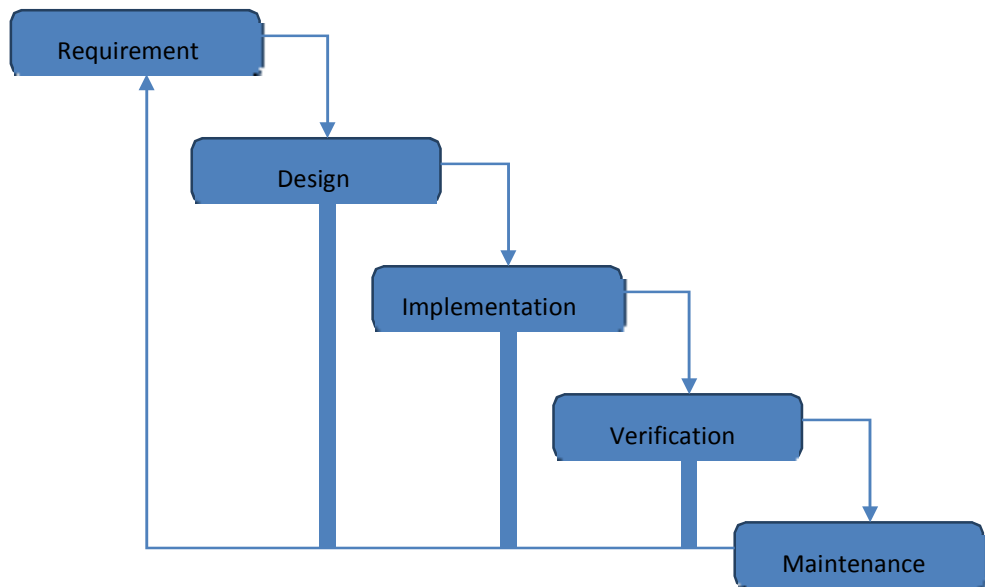 Requirement
Design
Implementation
Verification
Maintenance